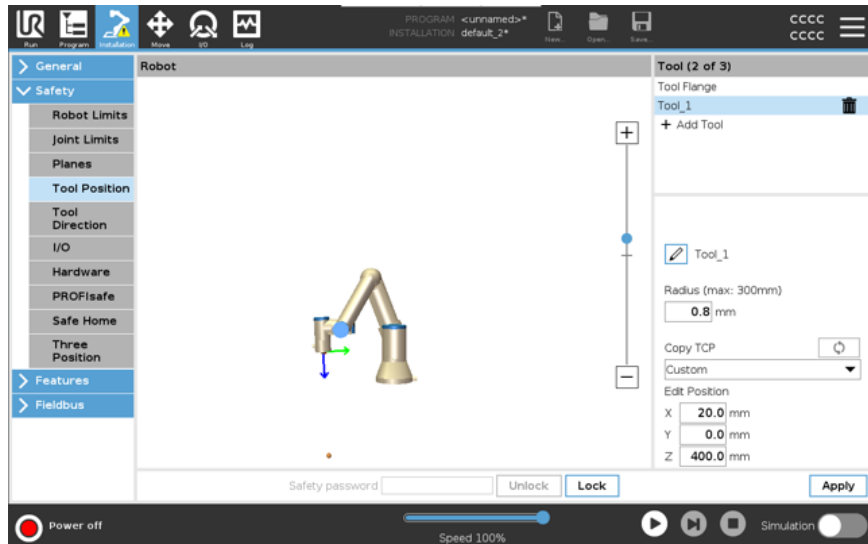 PROGRAM <unnamed>*
INSTALLATION default_2*
UR
Run
Program
Installation
Move
I/O
Log
New...
Open...
Save...
CCCC
CCCC
General
Safety
Robot Limits
Joint Limits
Planes
Tool Position
Tool
Direction
I/O
Hardware
PROFIsafe
Safe Home
Three
Position
Features
Fieldbus
Robot
Safety password
Unlock
Lock
Tool (2 of 3)
Tool Flange
Tool_1
+ Add Tool
Tool_1
Radius (max: 300mm)
0.8 mm
Copy TCP
Custom
Edit Position
X 20.0 mm
Y 0.0 mm
Z 400.0 mm
Apply
Power off
Speed 100%
Simulation